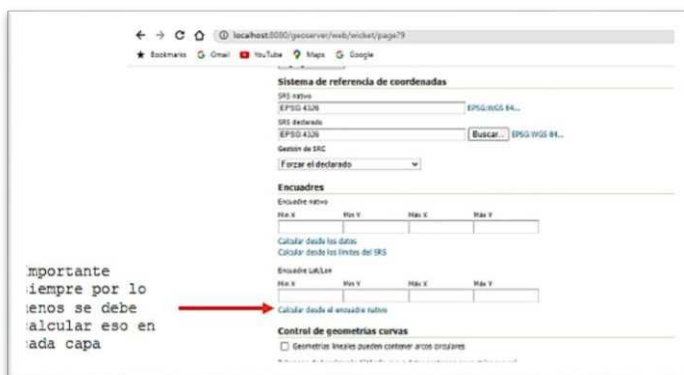 localhost:8080/geoserver/web/wicket/page?9
Bookmarks Gmail YouTube Maps Google
Sistema de referencia de coordenadas
SRS nativo
EPSG:4326 EPSG:WGS 84...
SRS declarado
EPSG:4326 Buscar... EPSG:WGS 84...
Gestión de SRC
Forzar el declarado
Encuadres
Encuadre nativo
Min X Min Y Máx X Máx Y
Calcular desde los datos
Calcular desde los límites del SRS
Encuadre Lat/Lon
Min X Min Y Máx X Máx Y
mportante
siempre por lo
enos se debe
alcular eso en
ada capa
Calcular desde el encuadre nativo
Control de geometrías curvas
Geometrías lineales pueden contener arcos circulares